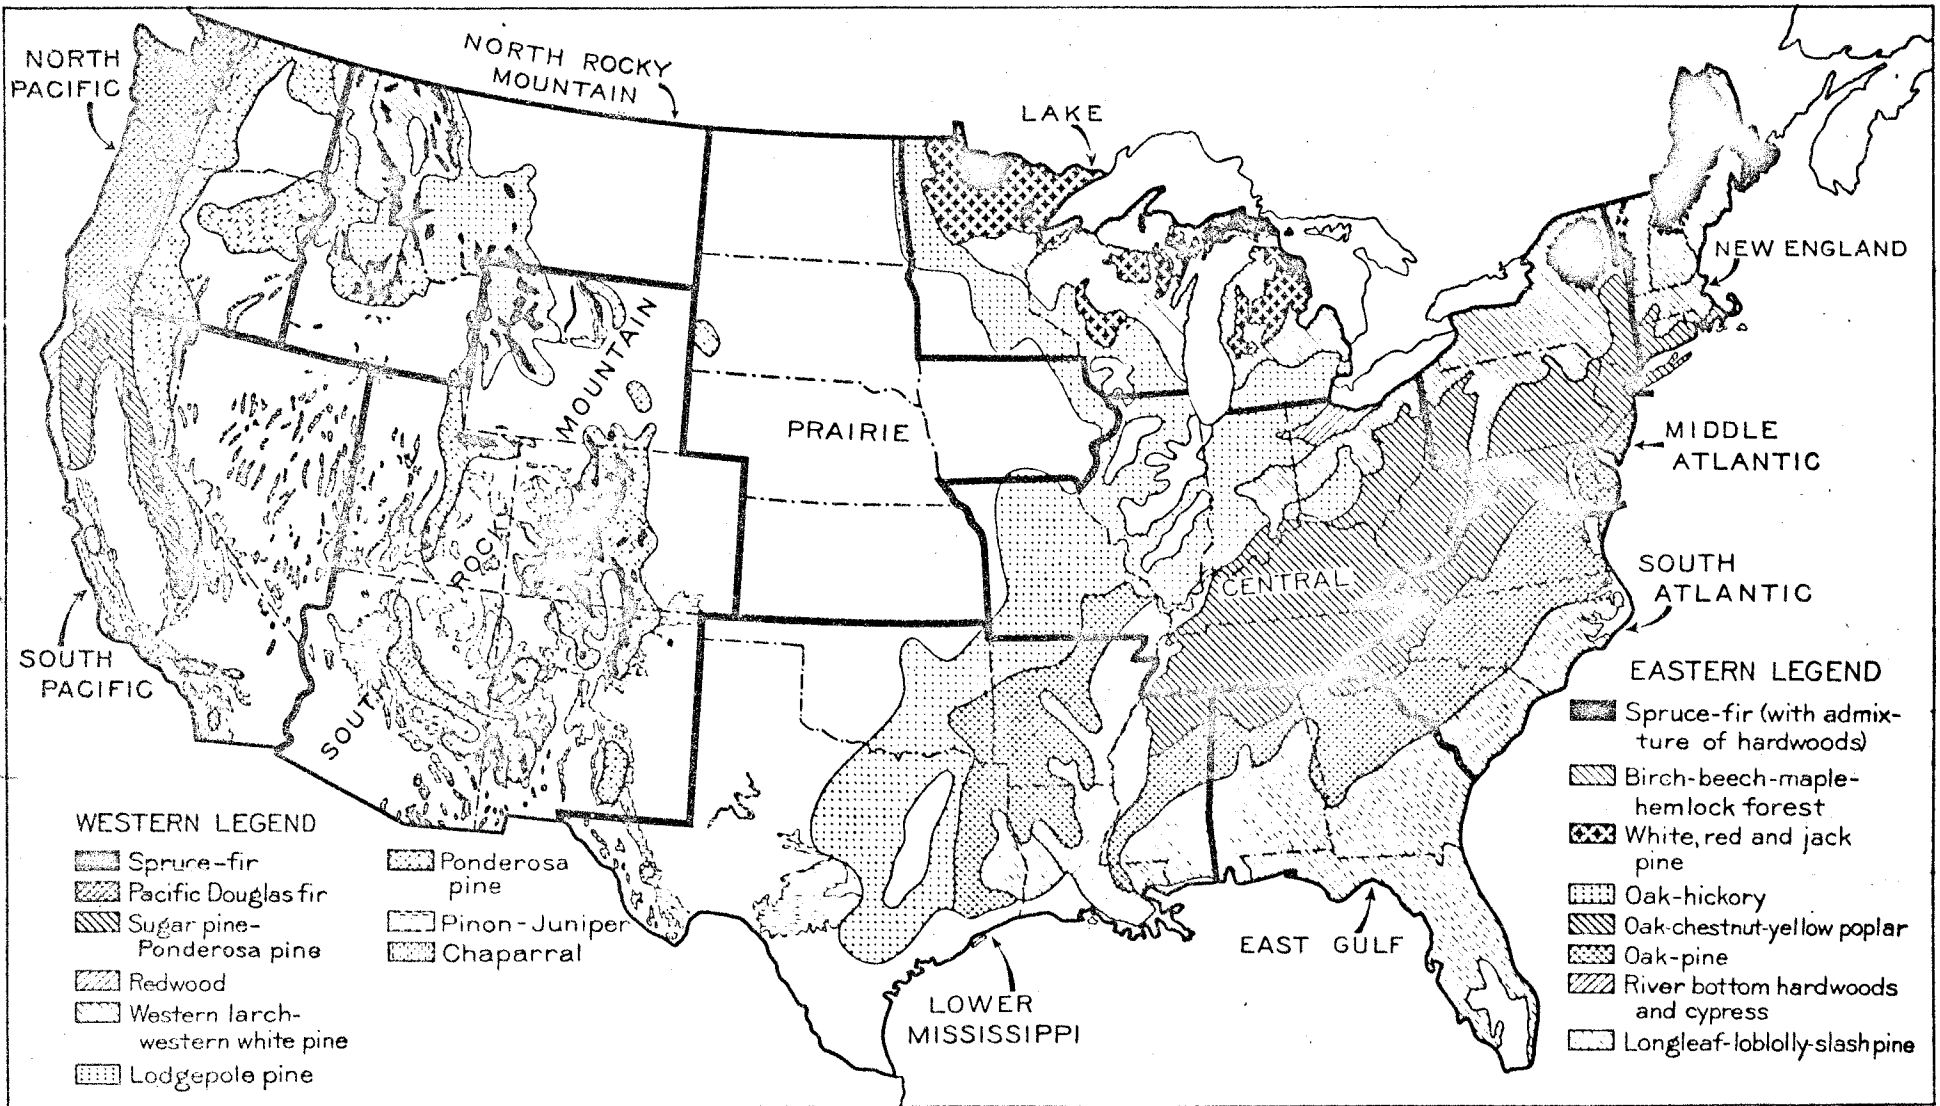 NORTH
PACIFIC
NORTH ROCKY
MOUNTAIN
LAKE
NEW ENGLAND
MIDDLE
ATLANTIC
SOUTH
ATLANTIC
PRAIRIE
CENTRAL
SOUTH ROCKY MOUNTAIN
SOUTH
PACIFIC
EAST GULF
LOWER
MISSISSIPPI
WESTERN LEGEND
Spruce-fir
Pacific Douglas fir
Sugar pine-
Ponderosa pine
Redwood
Western larch-
western white pine
Lodgepole pine
Ponderosa
pine
Pinon-Juniper
Chaparral
EASTERN LEGEND
Spruce-fir (with admix-
ture of hardwoods)
Birch-beech-maple-
hemlock forest
White, red and jack
pine
Oak-hickory
Oak-chestnut-yellow poplar
Oak-pine
River bottom hardwoods
and cypress
Longleaf-loblolly-slash pine